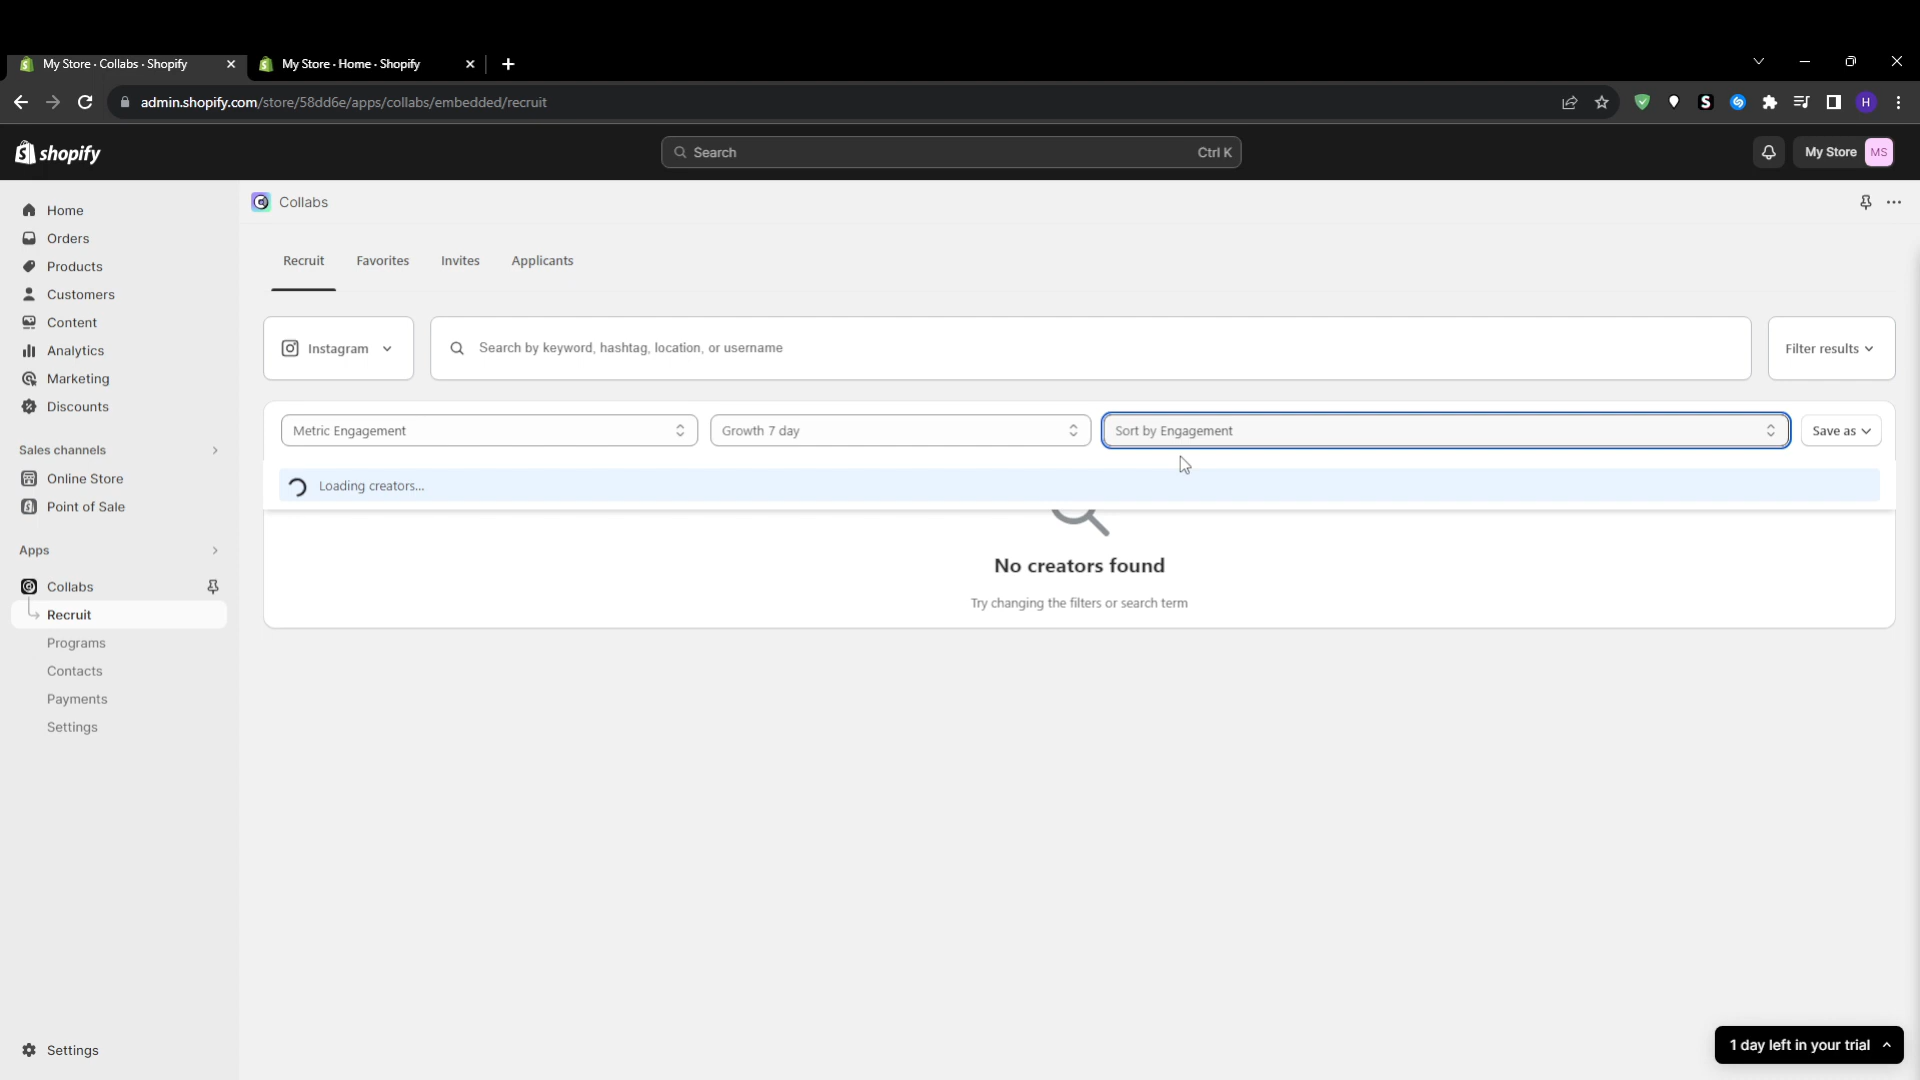 My Store · Collabs · Shopify
My Store · Home · Shopify
admin.shopify.com/store/58dd6e/apps/collabs/embedded/recruit
H
shopify
Search
Ctrl K
My Store
MS
Home
Orders
Products
Customers
Content
Analytics
Marketing
Discounts
Sales channels
Online Store
Point of Sale
Apps
Collabs
Recruit
Programs
Contacts
Payments
Settings
Settings
Collabs
Recruit
Favorites
Invites
Applicants
Instagram
Search by keyword, hashtag, location, or username
Filter results
Metric Engagement
Growth 7 day
Sort by Engagement
Save as
Loading creators...
No creators found
Try changing the filters or search term
1 day left in your trial